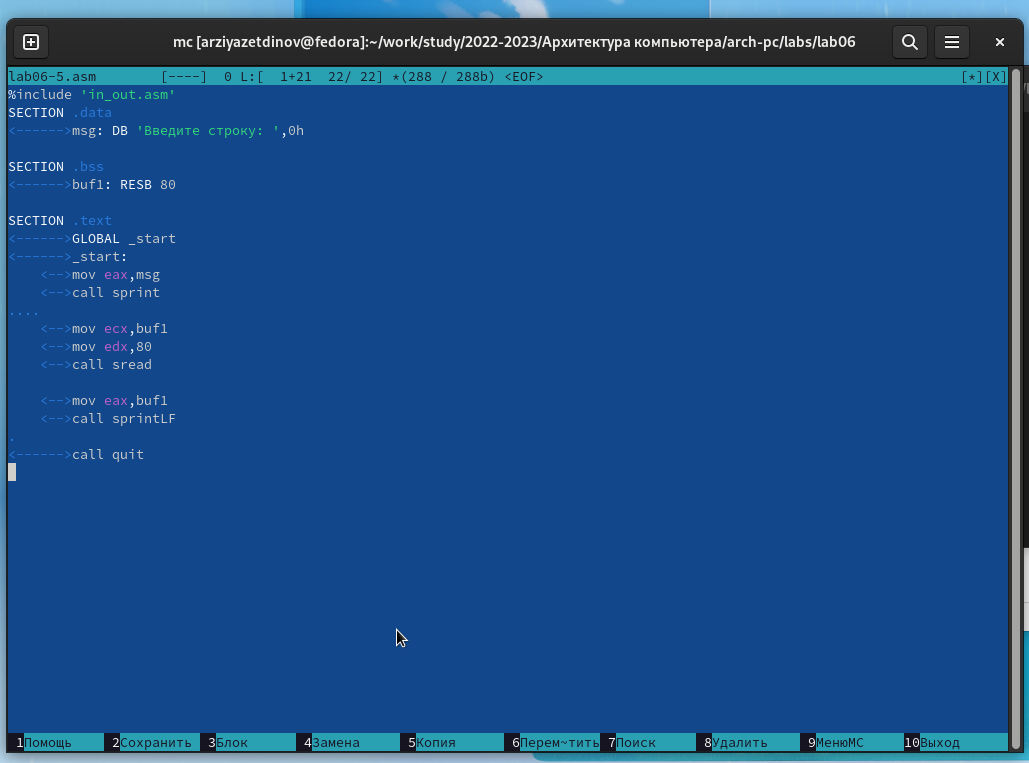 mc [arziyazetdinov@fedora]:~/work/study/2022-2023/Архитектура компьютера/arch-pc/labs/lab06
lab06-5.asm [----] 0 L:[ 1+21 22/ 22] *(288 / 288b) <EOF> [*][X]
%include 'in_out.asm'
SECTION .data
<------>msg: DB 'Введите строку: ',0h
SECTION .bss
<------>buf1: RESB 80
SECTION .text
<------>GLOBAL _start
<------>_start:
<-->mov eax,msg
<-->call sprint
....
<-->mov ecx,buf1
<-->mov edx,80
<-->call sread
<-->mov eax,buf1
<-->call sprintLF
.
<------>call quit
1Помощь 2Сохранить 3Блок 4Замена 5Копия 6Перем~тить 7Поиск 8Удалить 9МенюMC 10Выход